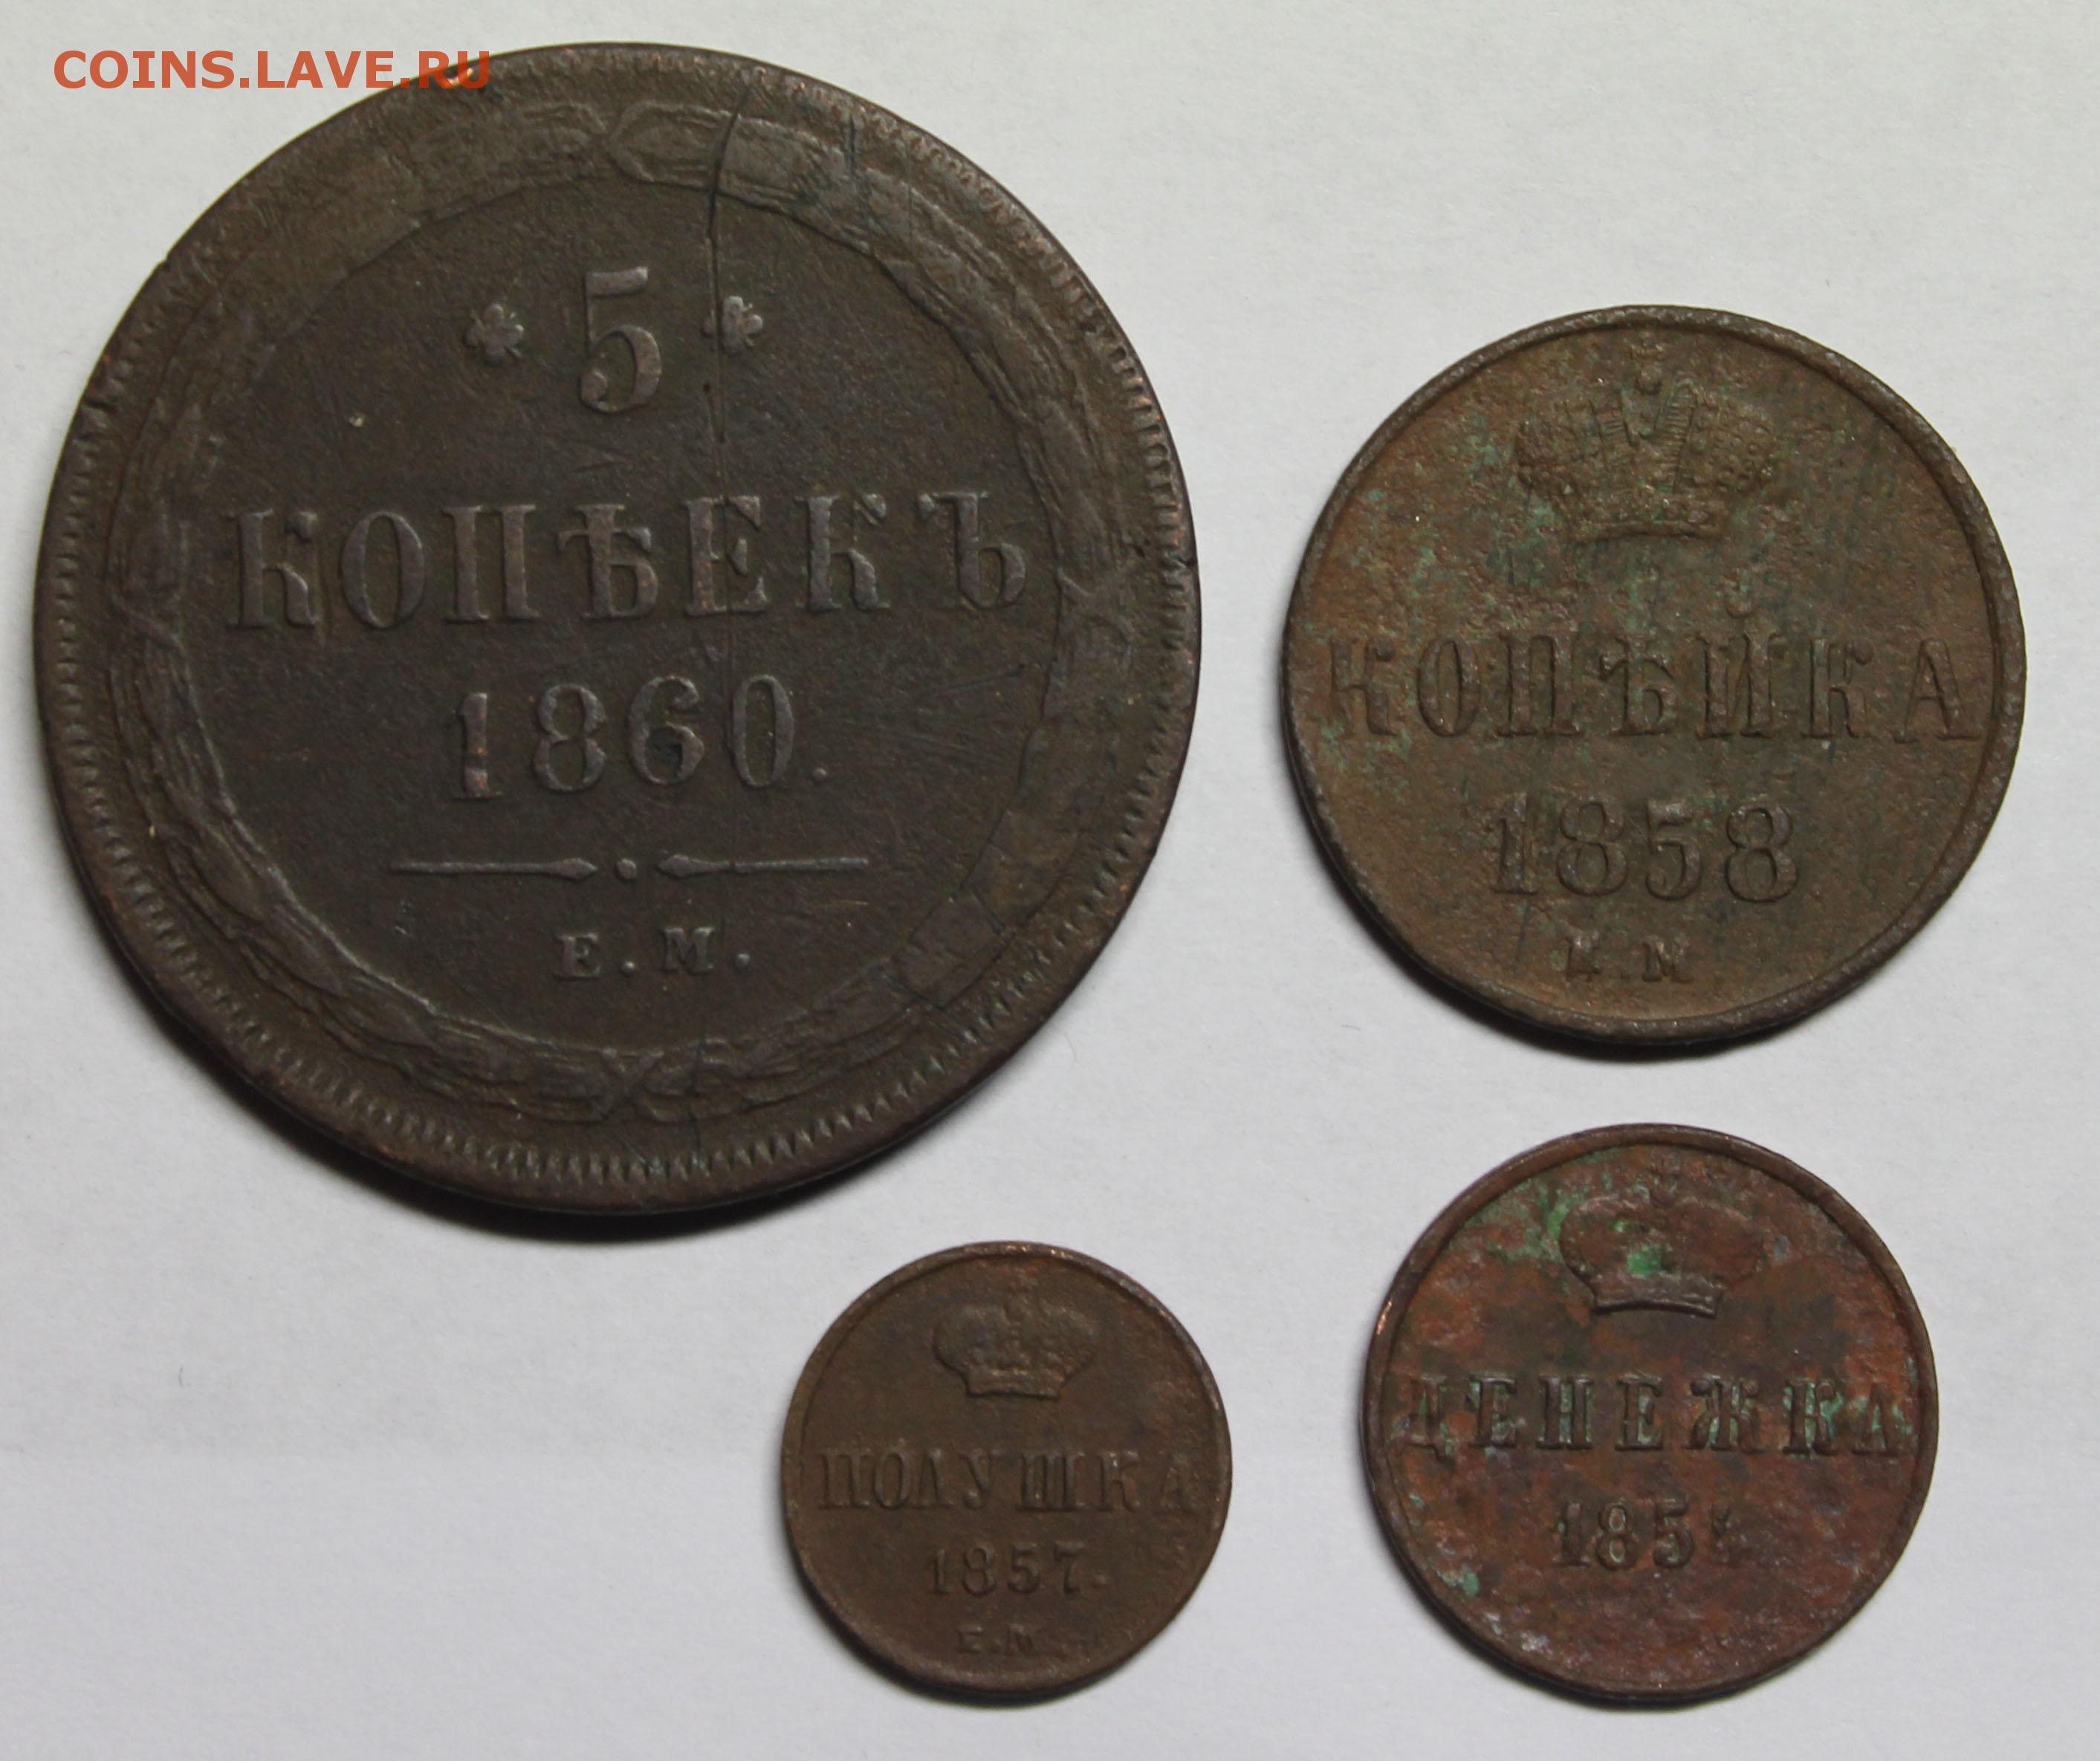 COINS.LAVE.RU
* 5 *
КОПѢЕКЪ
1860.
Е.М.
КОПѢЙКА
1858
Е.М
ПОЛУШКА
1857.
Е.М.
ДЕНЕЖКА